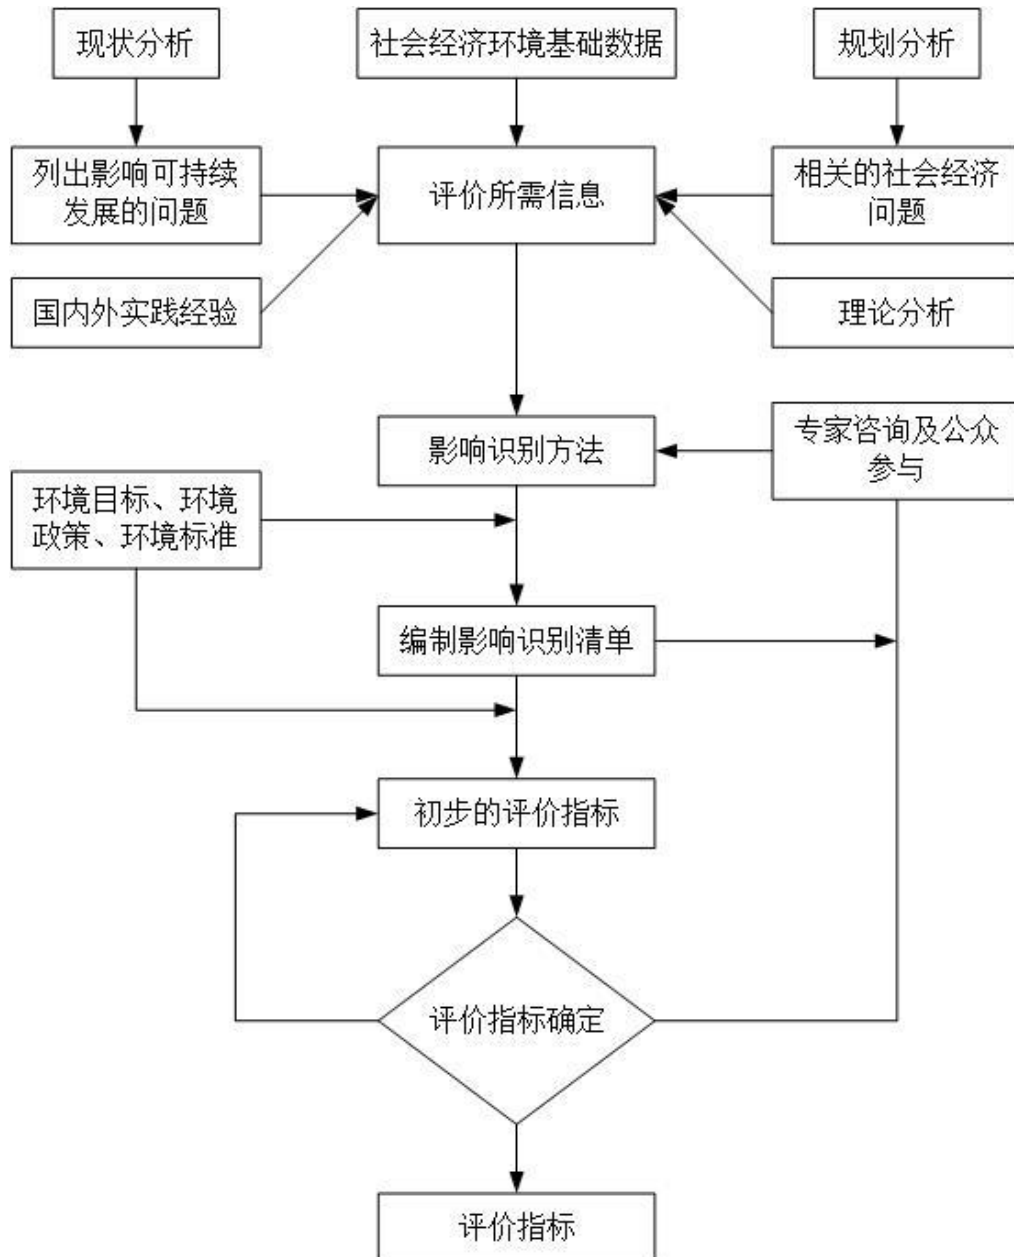 现状分析
社会经济环境基础数据
规划分析
列出影响可持续
发展的问题
评价所需信息
相关的社会经济
问题
国内外实践经验
理论分析
影响识别方法
专家咨询及公众
参与
环境目标、环境
政策、环境标准
编制影响识别清单
初步的评价指标
评价指标确定
评价指标